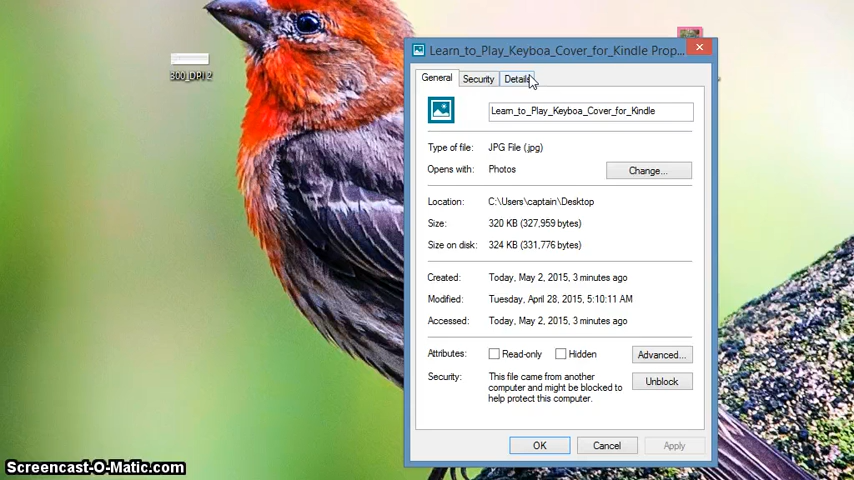 300_DPI 2
Learn_to_Play_Keyboa_Cover_for_Kindle Prop...
General Security Details
Learn_to_Play_Keyboa_Cover_for_Kindle
Type of file: JPG File (.jpg)
Opens with: Photos Change...
Location: C:\Users\captain\Desktop
Size: 320 KB (327,959 bytes)
Size on disk: 324 KB (331,776 bytes)
Created: Today, May 2, 2015, 3 minutes ago
Modified: Tuesday, April 28, 2015, 5:10:11 AM
Accessed: Today, May 2, 2015, 3 minutes ago
Attributes: Read-only Hidden Advanced...
Security: This file came from another
computer and might be blocked to
help protect this computer.
Unblock
OK Cancel Apply
Screencast-O-Matic.com